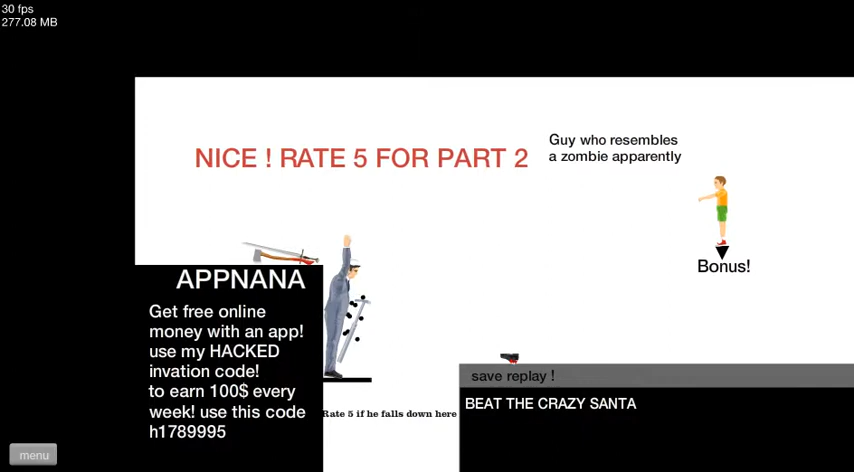 30 fps
277.08 MB
NICE ! RATE 5 FOR PART 2
Guy who resembles
a zombie apparently
Bonus!
APPNANA
Get free online
money with an app!
use my HACKED
invation code!
to earn 100$ every
week! use this code
h1789995
save replay !
BEAT THE CRAZY SANTA
Rate 5 if he falls down here
menu